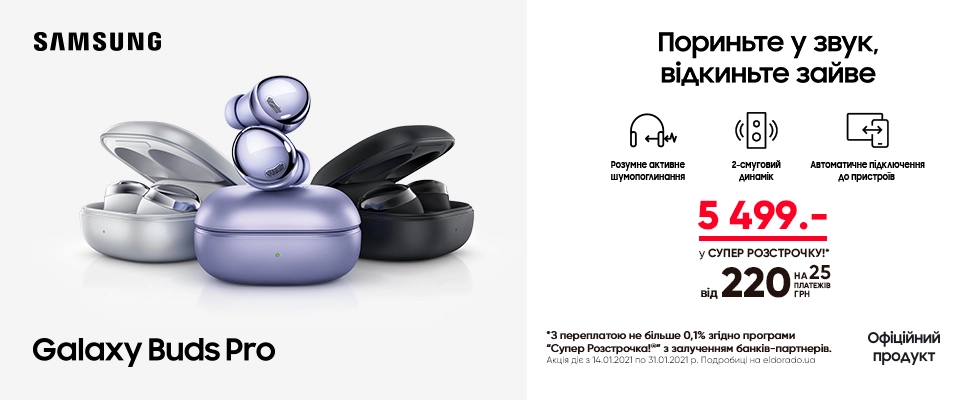 SAMSUNG
Galaxy Buds Pro
Пориньте у звук,
відкиньте зайве
Розумне активне
шумопоглинання
2-смуговий
динамік
Автоматичне підключення
до пристроїв
5 499.-
у СУПЕР РОЗСТРОЧКУ!*
від 220 НА 25
ПЛАТЕЖІВ
ГРН
*З переплатою не більше 0,1% згідно програми
“Супер Розстрочка!®” з залученням банків-партнерів.
Акція діє з 14.01.2021 по 31.01.2021 р. Подробиці на eldorado.ua
Офіційний
продукт